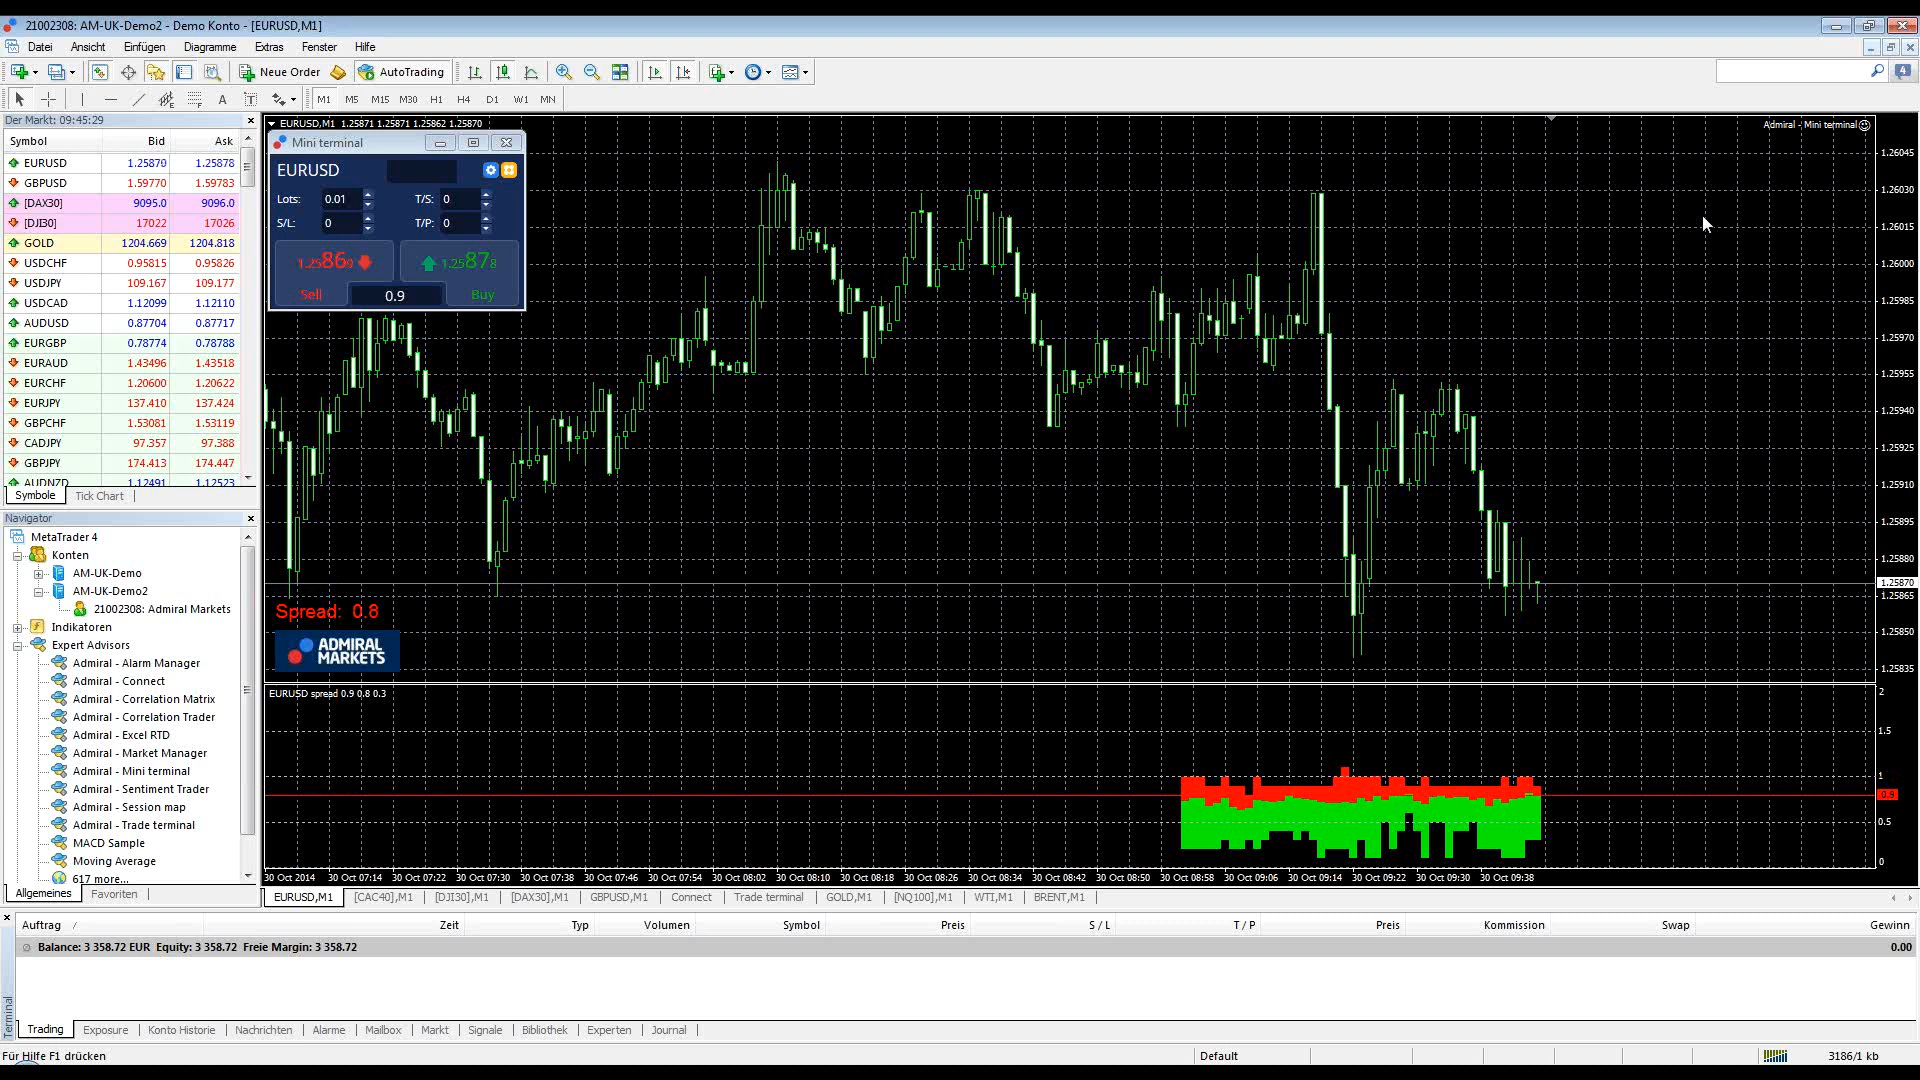 21002308: AM-UK-Demo2 - Demo Konto - [EURUSD,M1]
Datei Ansicht Einfügen Diagramme Extras Fenster Hilfe
Neue Order AutoTrading
4
A T M1 M5 M15 M30 H1 H4 D1 W1 MN
Der Markt: 09:45:29
Symbol Bid Ask
EURUSD 1.25870 1.25878
GBPUSD 1.59770 1.59783
[DAX30] 9095.0 9096.0
[DJI30] 17022 17026
GOLD 1204.669 1204.818
USDCHF 0.95815 0.95826
USDJPY 109.167 109.177
USDCAD 1.12099 1.12110
AUDUSD 0.87704 0.87717
EURGBP 0.78774 0.78788
EURAUD 1.43496 1.43518
EURCHF 1.20600 1.20622
EURJPY 137.410 137.424
GBPCHF 1.53081 1.53119
CADJPY 97.357 97.388
GBPJPY 174.413 174.447
AUDNZD 1.12491 1.12523
Symbole Tick Chart
Navigator
MetaTrader 4
Konten
AM-UK-Demo
AM-UK-Demo2
21002308: Admiral Markets
Indikatoren
Expert Advisors
Admiral - Alarm Manager
Admiral - Connect
Admiral - Correlation Matrix
Admiral - Correlation Trader
Admiral - Excel RTD
Admiral - Market Manager
Admiral - Mini terminal
Admiral - Sentiment Trader
Admiral - Session map
Admiral - Trade terminal
MACD Sample
Moving Average
617 more...
Allgemeines Favoriten
EURUSD,M1 1.25871 1.25871 1.25862 1.25870
Admiral - Mini terminal
Mini terminal
EURUSD
Lots: 0.01 T/S: 0
S/L: 0 T/P: 0
1.25869 1.25878
Sell 0.9 Buy
Spread: 0.8
ADMIRAL
MARKETS
1.26045
1.26030
1.26015
1.26000
1.25985
1.25970
1.25955
1.25940
1.25925
1.25910
1.25895
1.25880
1.25870
1.25865
1.25850
1.25835
EURUSD spread 0.9 0.8 0.3
2
1.5
1
0.9
0.5
0
30 Oct 2014 30 Oct 07:14 30 Oct 07:22 30 Oct 07:30 30 Oct 07:38 30 Oct 07:46 30 Oct 07:54 30 Oct 08:02 30 Oct 08:10 30 Oct 08:18 30 Oct 08:26 30 Oct 08:34 30 Oct 08:42 30 Oct 08:50 30 Oct 08:58 30 Oct 09:06 30 Oct 09:14 30 Oct 09:22 30 Oct 09:30 30 Oct 09:38
EURUSD,M1 [CAC40],M1 [DJI30],M1 [DAX30],M1 GBPUSD,M1 Connect Trade terminal GOLD,M1 [NQ100],M1 WTI,M1 BRENT,M1
Auftrag / Zeit Typ Volumen Symbol Preis S / L T / P Preis Kommission Swap Gewinn
Balance: 3 358.72 EUR Equity: 3 358.72 Freie Margin: 3 358.72 0.00
Terminal
Trading Exposure Konto Historie Nachrichten Alarme Mailbox Markt Signale Bibliothek Experten Journal
Für Hilfe F1 drücken Default 3186/1 kb